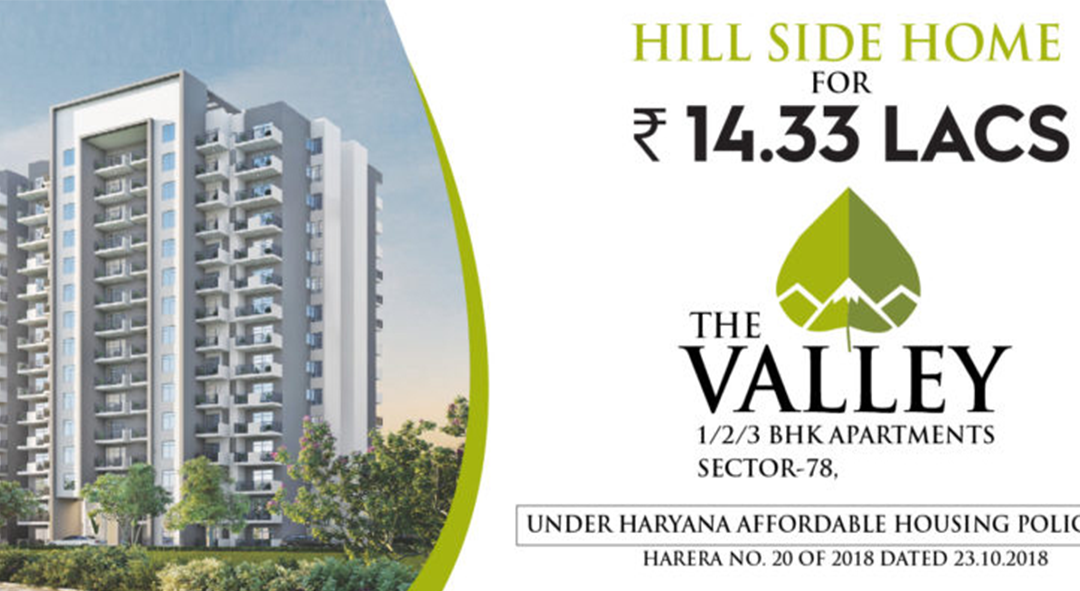 HILL SIDE HOME
FOR
₹ 14.33 LACS
THE
VALLEY
1/2/3 BHK APARTMENTS
SECTOR-78,
UNDER HARYANA AFFORDABLE HOUSING POLIC
HARERA NO. 20 OF 2018 DATED 23.10.2018